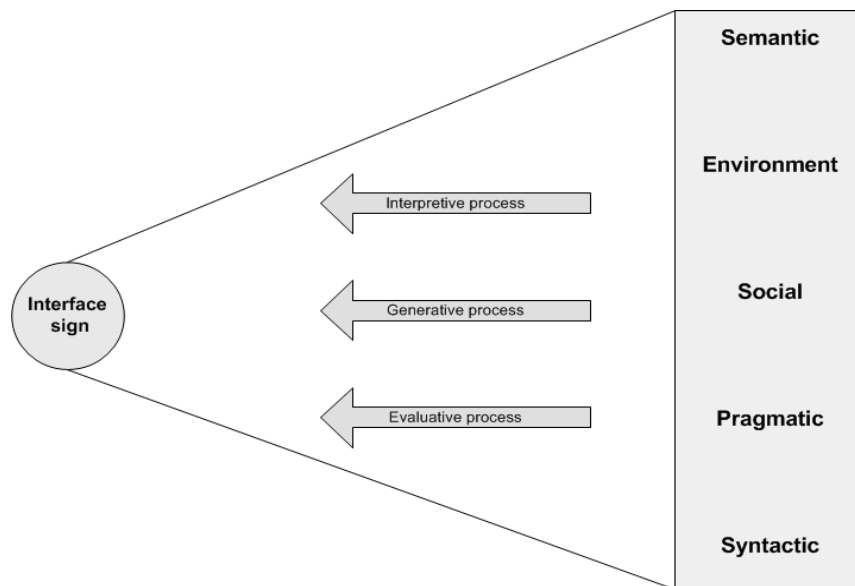 Semantic
Environment
Interpretive process
Interface
sign
Social
Generative process
Pragmatic
Evaluative process
Syntactic